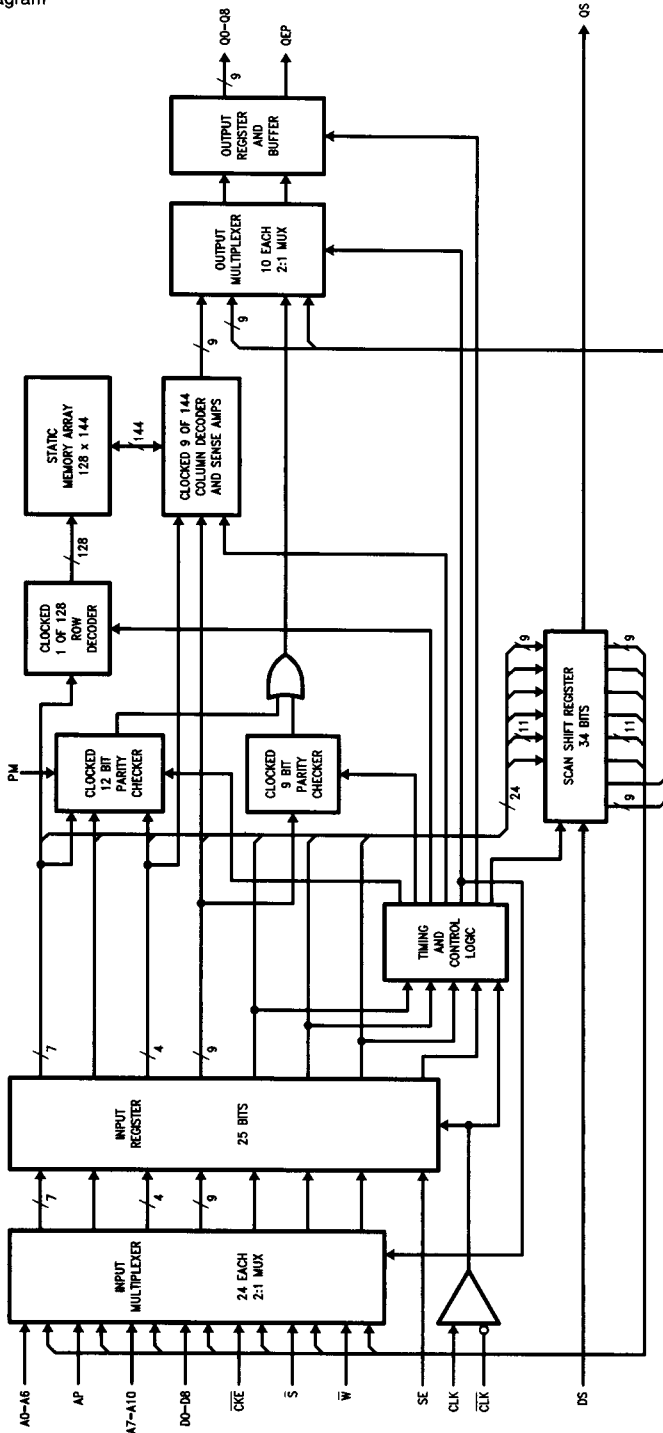 agram
A0-A6
AP
A7-A10
D0-D8
CKE
S
W
SE
CLK
CLK
DS
INPUT
MULTIPLEXER
24 EACH
2:1 MUX
7
4
9
INPUT
REGISTER
25 BITS
7
4
9
PM
CLOCKED
12 BIT
PARITY
CHECKER
CLOCKED
9 BIT
PARITY
CHECKER
TIMING
AND
CONTROL
LOGIC
CLOCKED
1 OF 128
ROW
DECODER
128
STATIC
MEMORY ARRAY
128 x 144
144
CLOCKED 9 OF 144
COLUMN DECODER
AND SENSE AMPS
9
9
24
11
9
SCAN SHIFT REGISTER
34 BITS
9
11
9
OUTPUT
MULTIPLEXER
10 EACH
2:1 MUX
OUTPUT
REGISTER
AND
BUFFER
9
Q0-Q8
QEP
QS